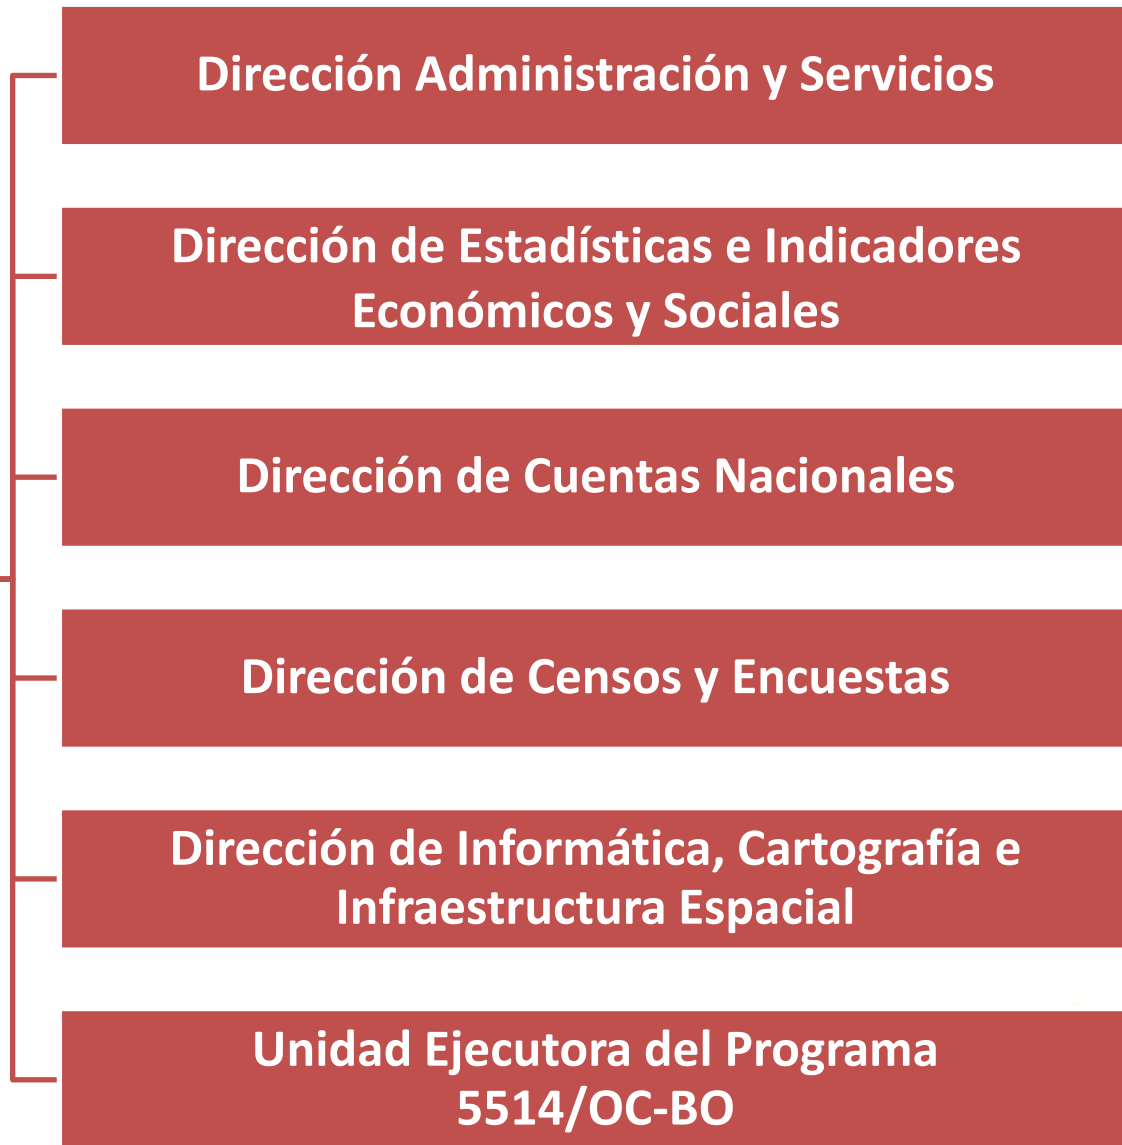 Dirección Administración y Servicios
Dirección de Estadísticas e Indicadores
Económicos y Sociales
Dirección de Cuentas Nacionales
Dirección de Censos y Encuestas
Dirección de Informática, Cartografía e
Infraestructura Espacial
Unidad Ejecutora del Programa
5514/OC-BO